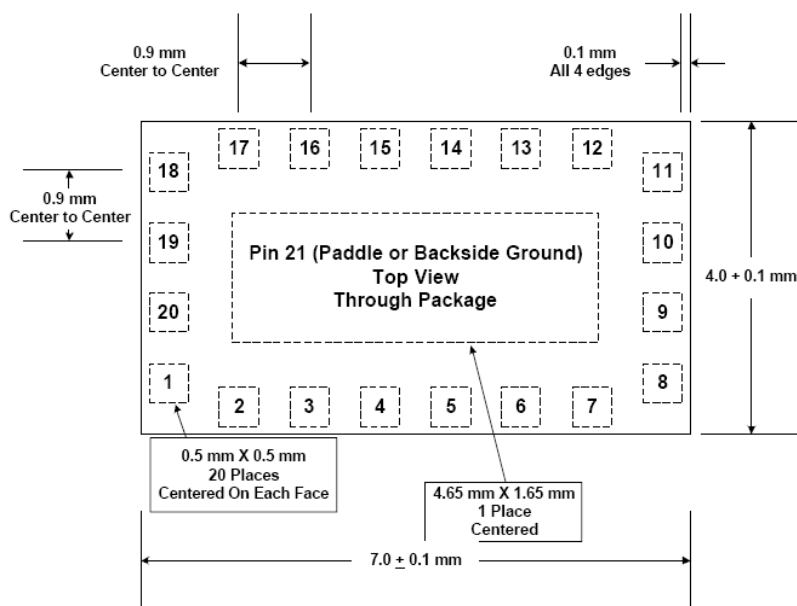 0.9 mm
Center to Center
0.1 mm
All 4 edges
17 16 15 14 13 12
18
11
0.9 mm
Center to Center
19
10
Pin 21 (Paddle or Backside Ground)
Top View
Through Package
4.0 + 0.1 mm
20
9
1
8
2 3 4 5 6 7
0.5 mm X 0.5 mm
20 Places
Centered On Each Face
4.65 mm X 1.65 mm
1 Place
Centered
7.0 ± 0.1 mm